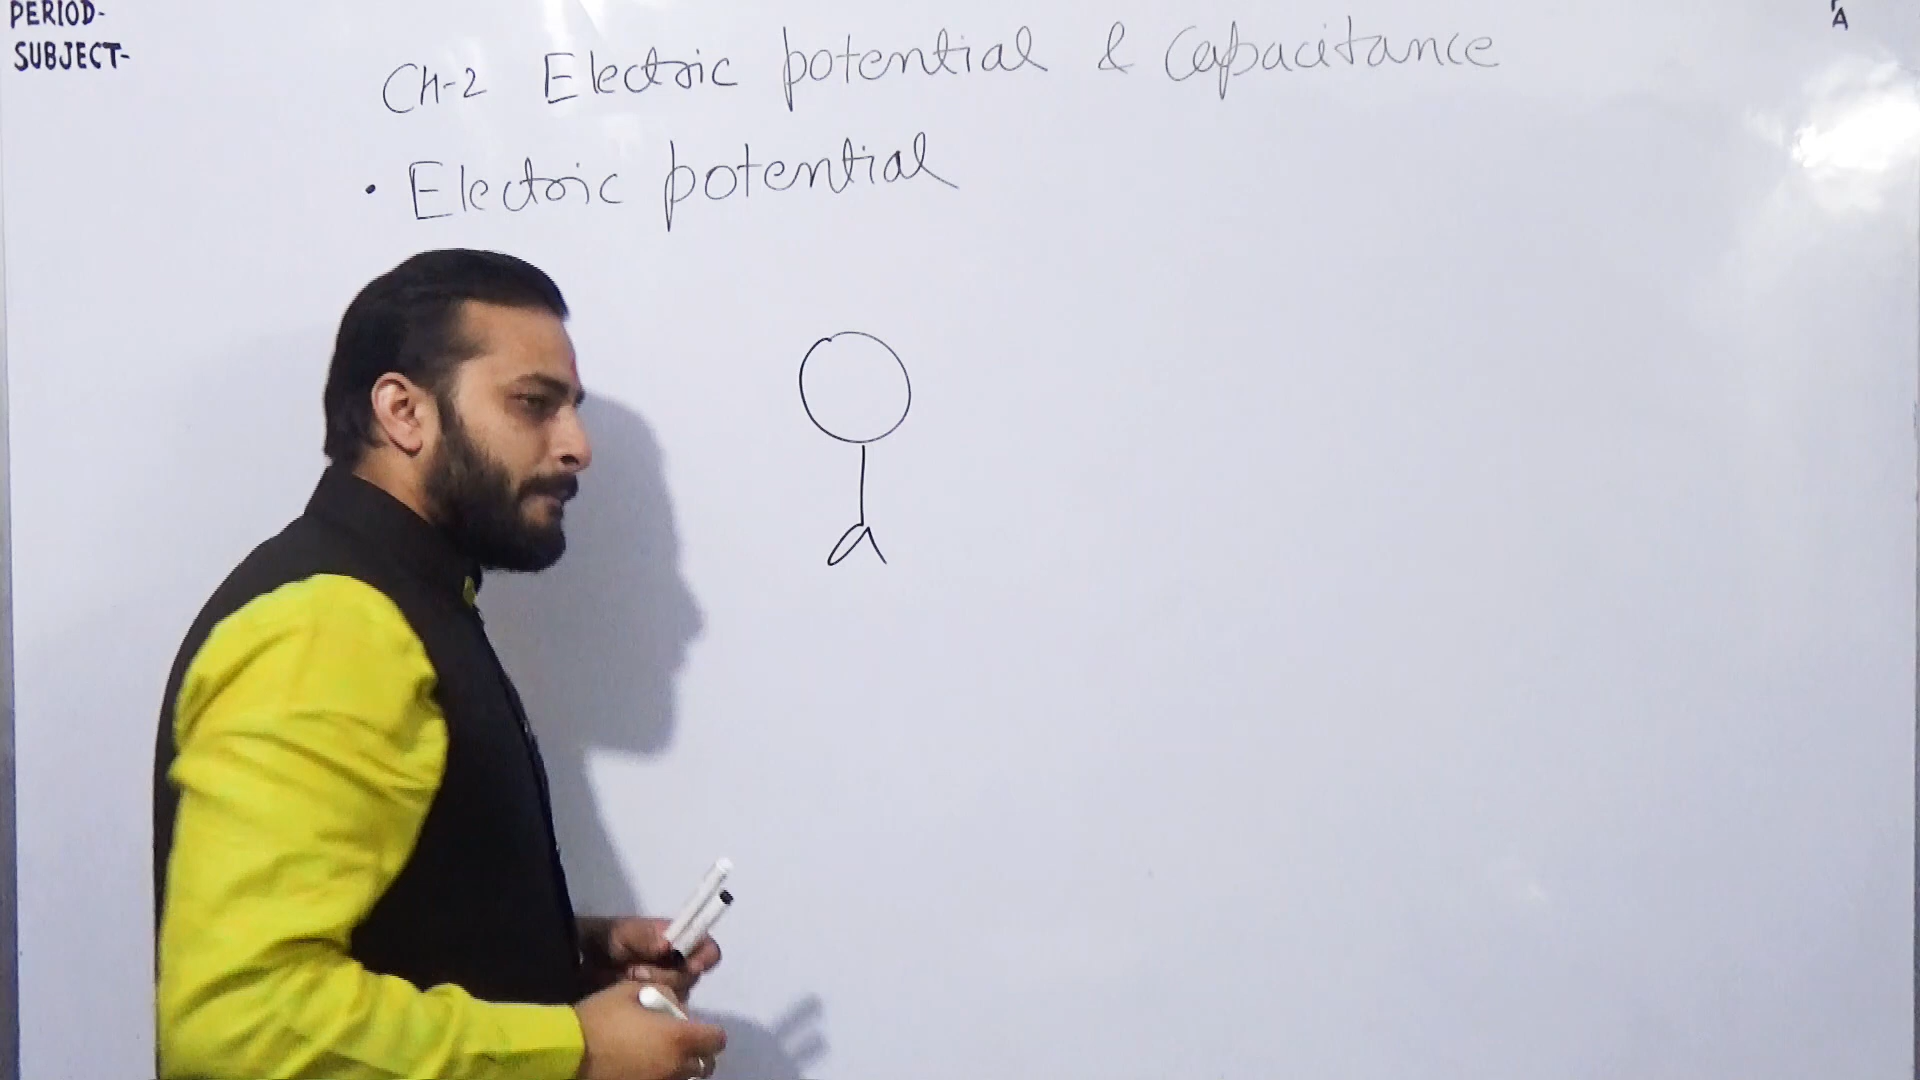 PERIOD-
SUBJECT-
A
Ch-2 Electric potential & Capacitance
• Electric potential